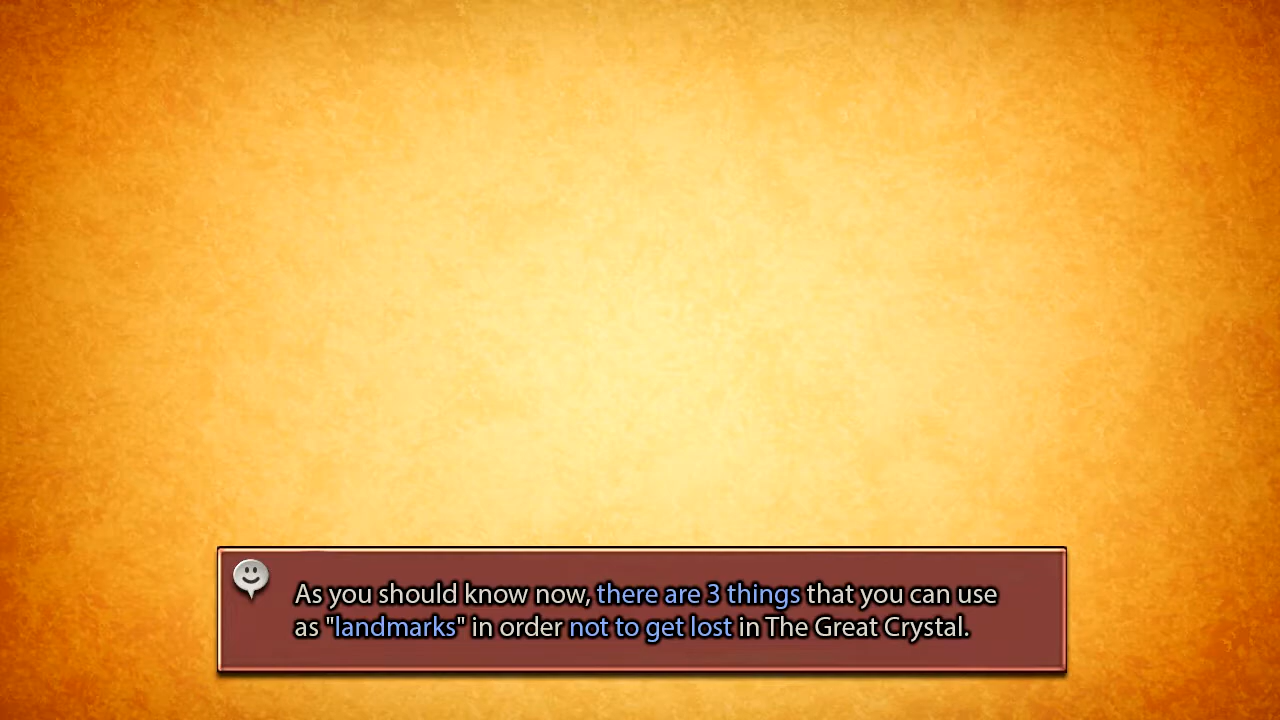 As you should know now, there are 3 things that you can use
as "landmarks" in order not to get lost in The Great Crystal.